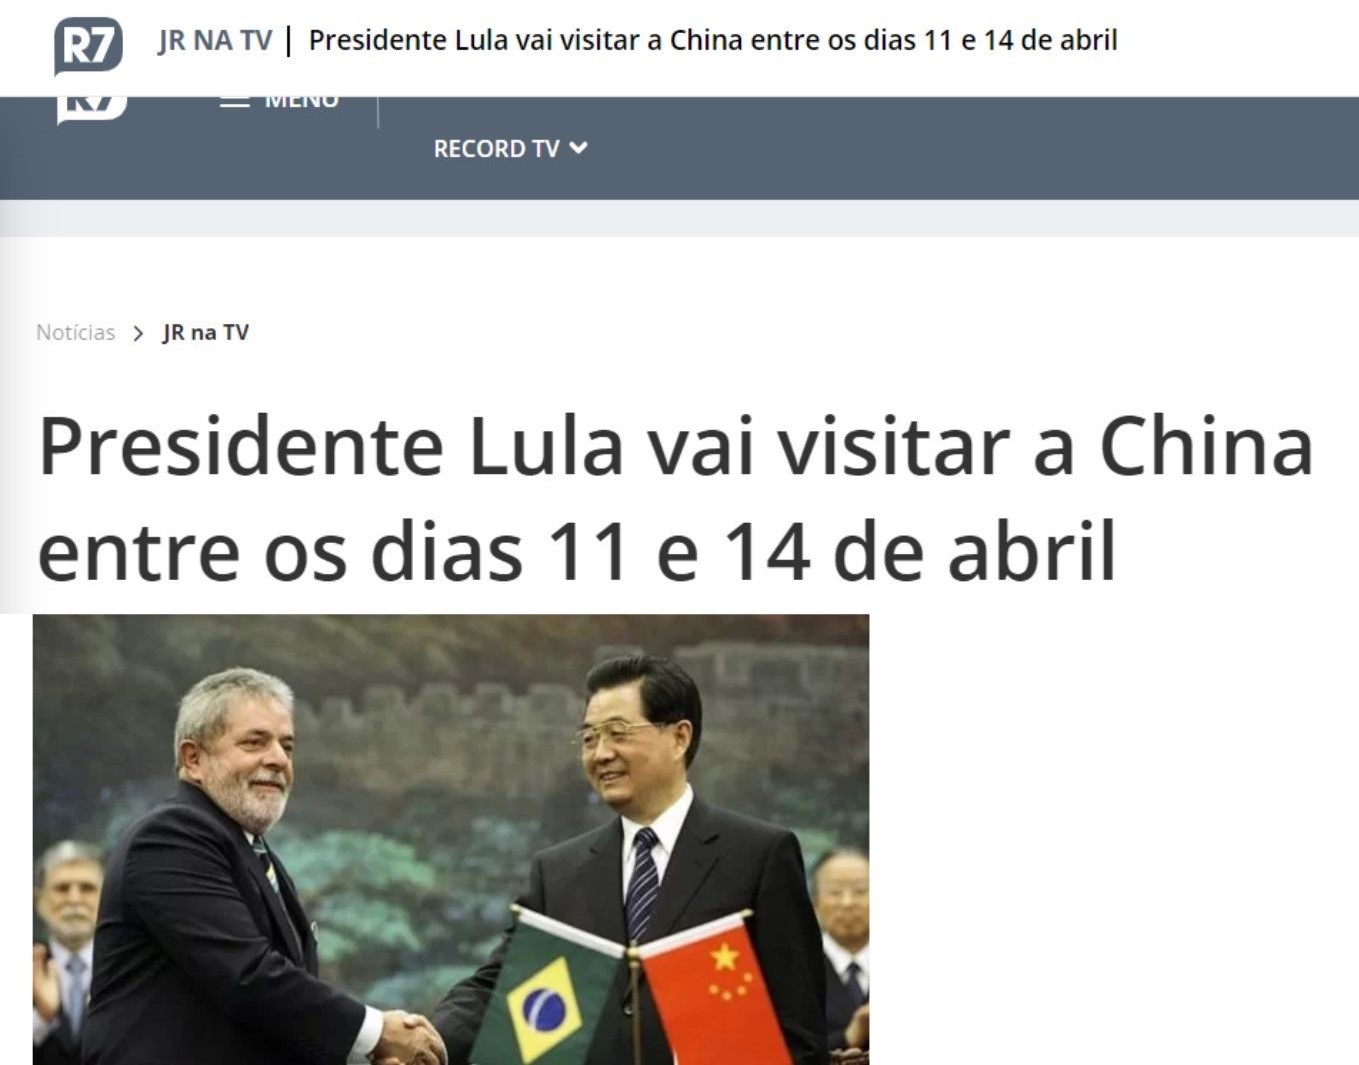 R7 JR NA TV | Presidente Lula vai visitar a China entre os dias 11 e 14 de abril
R7 MENU
RECORD TV
Notícias > JR na TV
Presidente Lula vai visitar a China
entre os dias 11 e 14 de abril